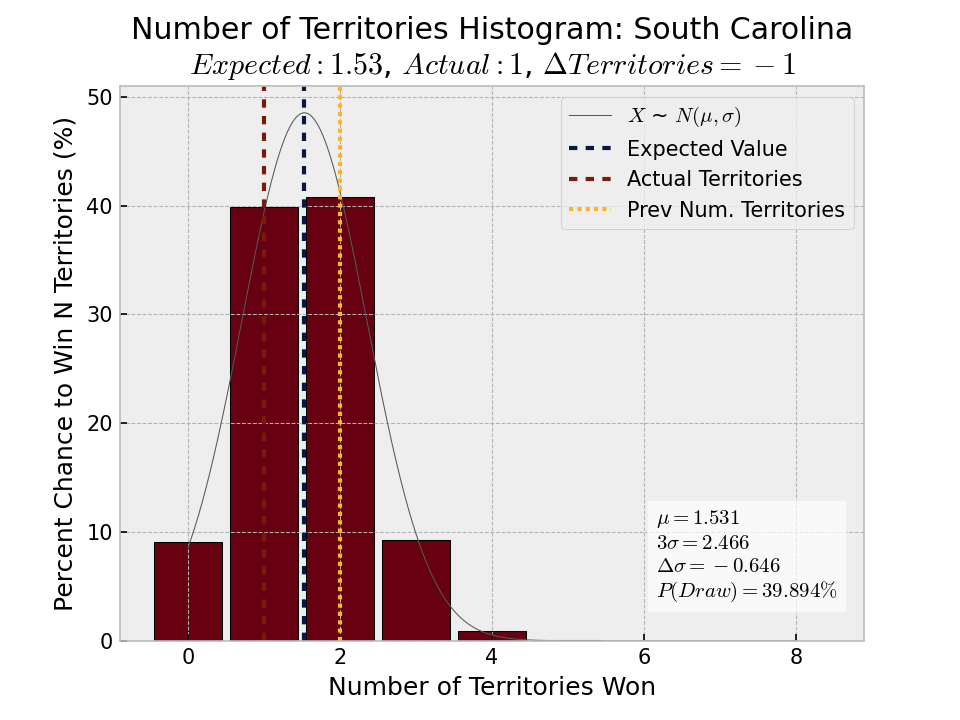 Number of Territories Histogram: South Carolina
Expected : 1.53, Actual : 1, ΔTerritories = −1
Percent Chance to Win N Territories (%)
50
40
30
20
10
0
X ~ N(μ, σ)
Expected Value
Actual Territories
Prev Num. Territories
μ = 1.531
3σ = 2.466
Δσ = −0.646
P(Draw) = 39.894%
0 2 4 6 8
Number of Territories Won